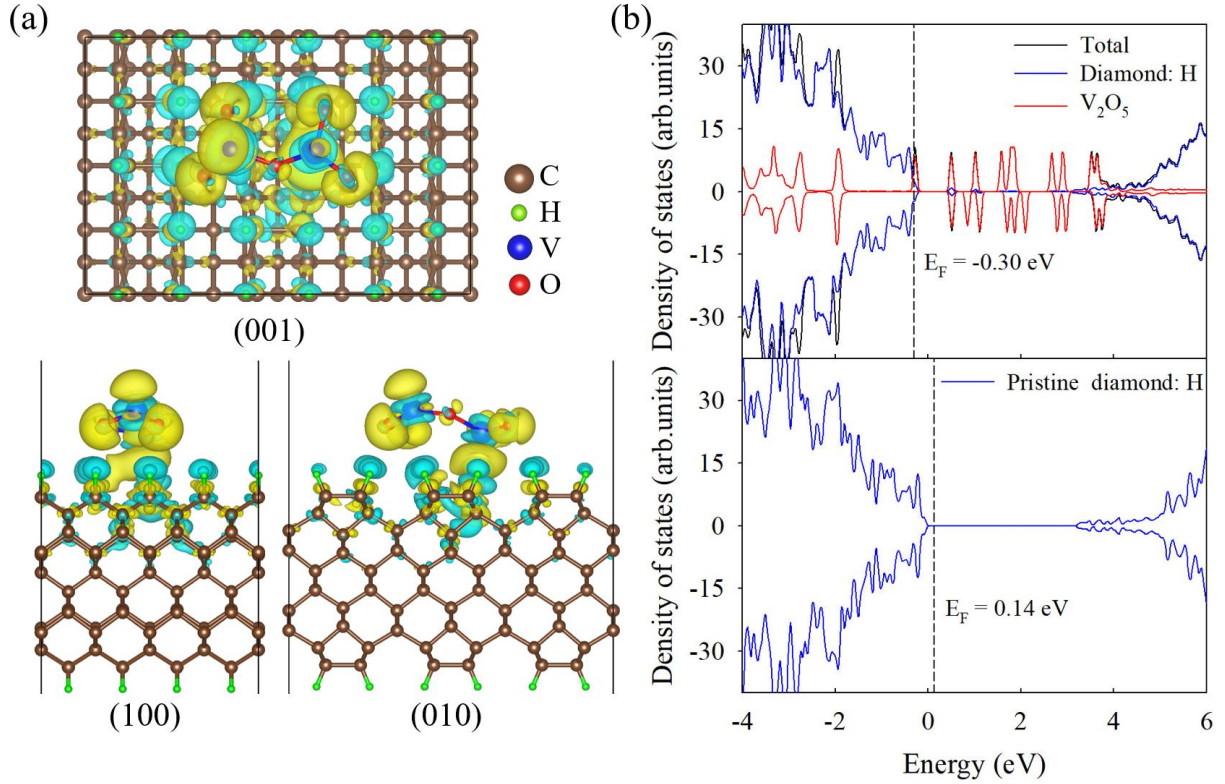 (a)
(001)
C
H
V
O
(100)
(010)
(b)
Density of states (arb.units)
30
15
0
-15
-30
Total
Diamond: H
V₂O₅
E_F = -0.30 eV
Density of states (arb.units)
30
15
0
-15
-30
Pristine diamond: H
E_F = 0.14 eV
-4
-2
0
2
4
6
Energy (eV)